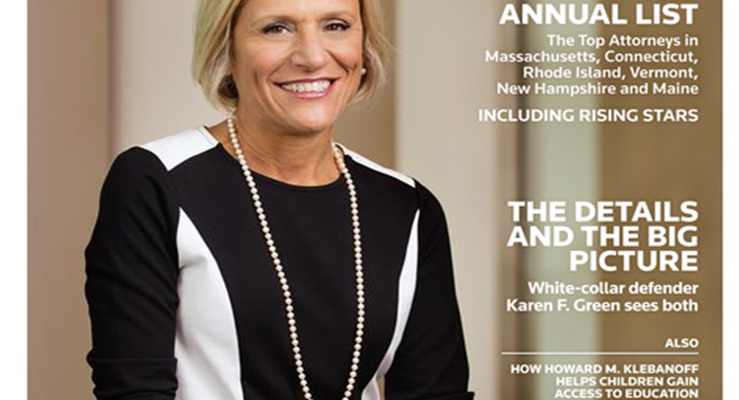 ANNUAL LIST
The Top Attorneys in
Massachusetts, Connecticut,
Rhode Island, Vermont,
New Hampshire and Maine
INCLUDING RISING STARS
THE DETAILS
AND THE BIG
PICTURE
White-collar defender
Karen F. Green sees both
ALSO
HOW HOWARD M. KLEBANOFF
HELPS CHILDREN GAIN
ACCESS TO EDUCATION